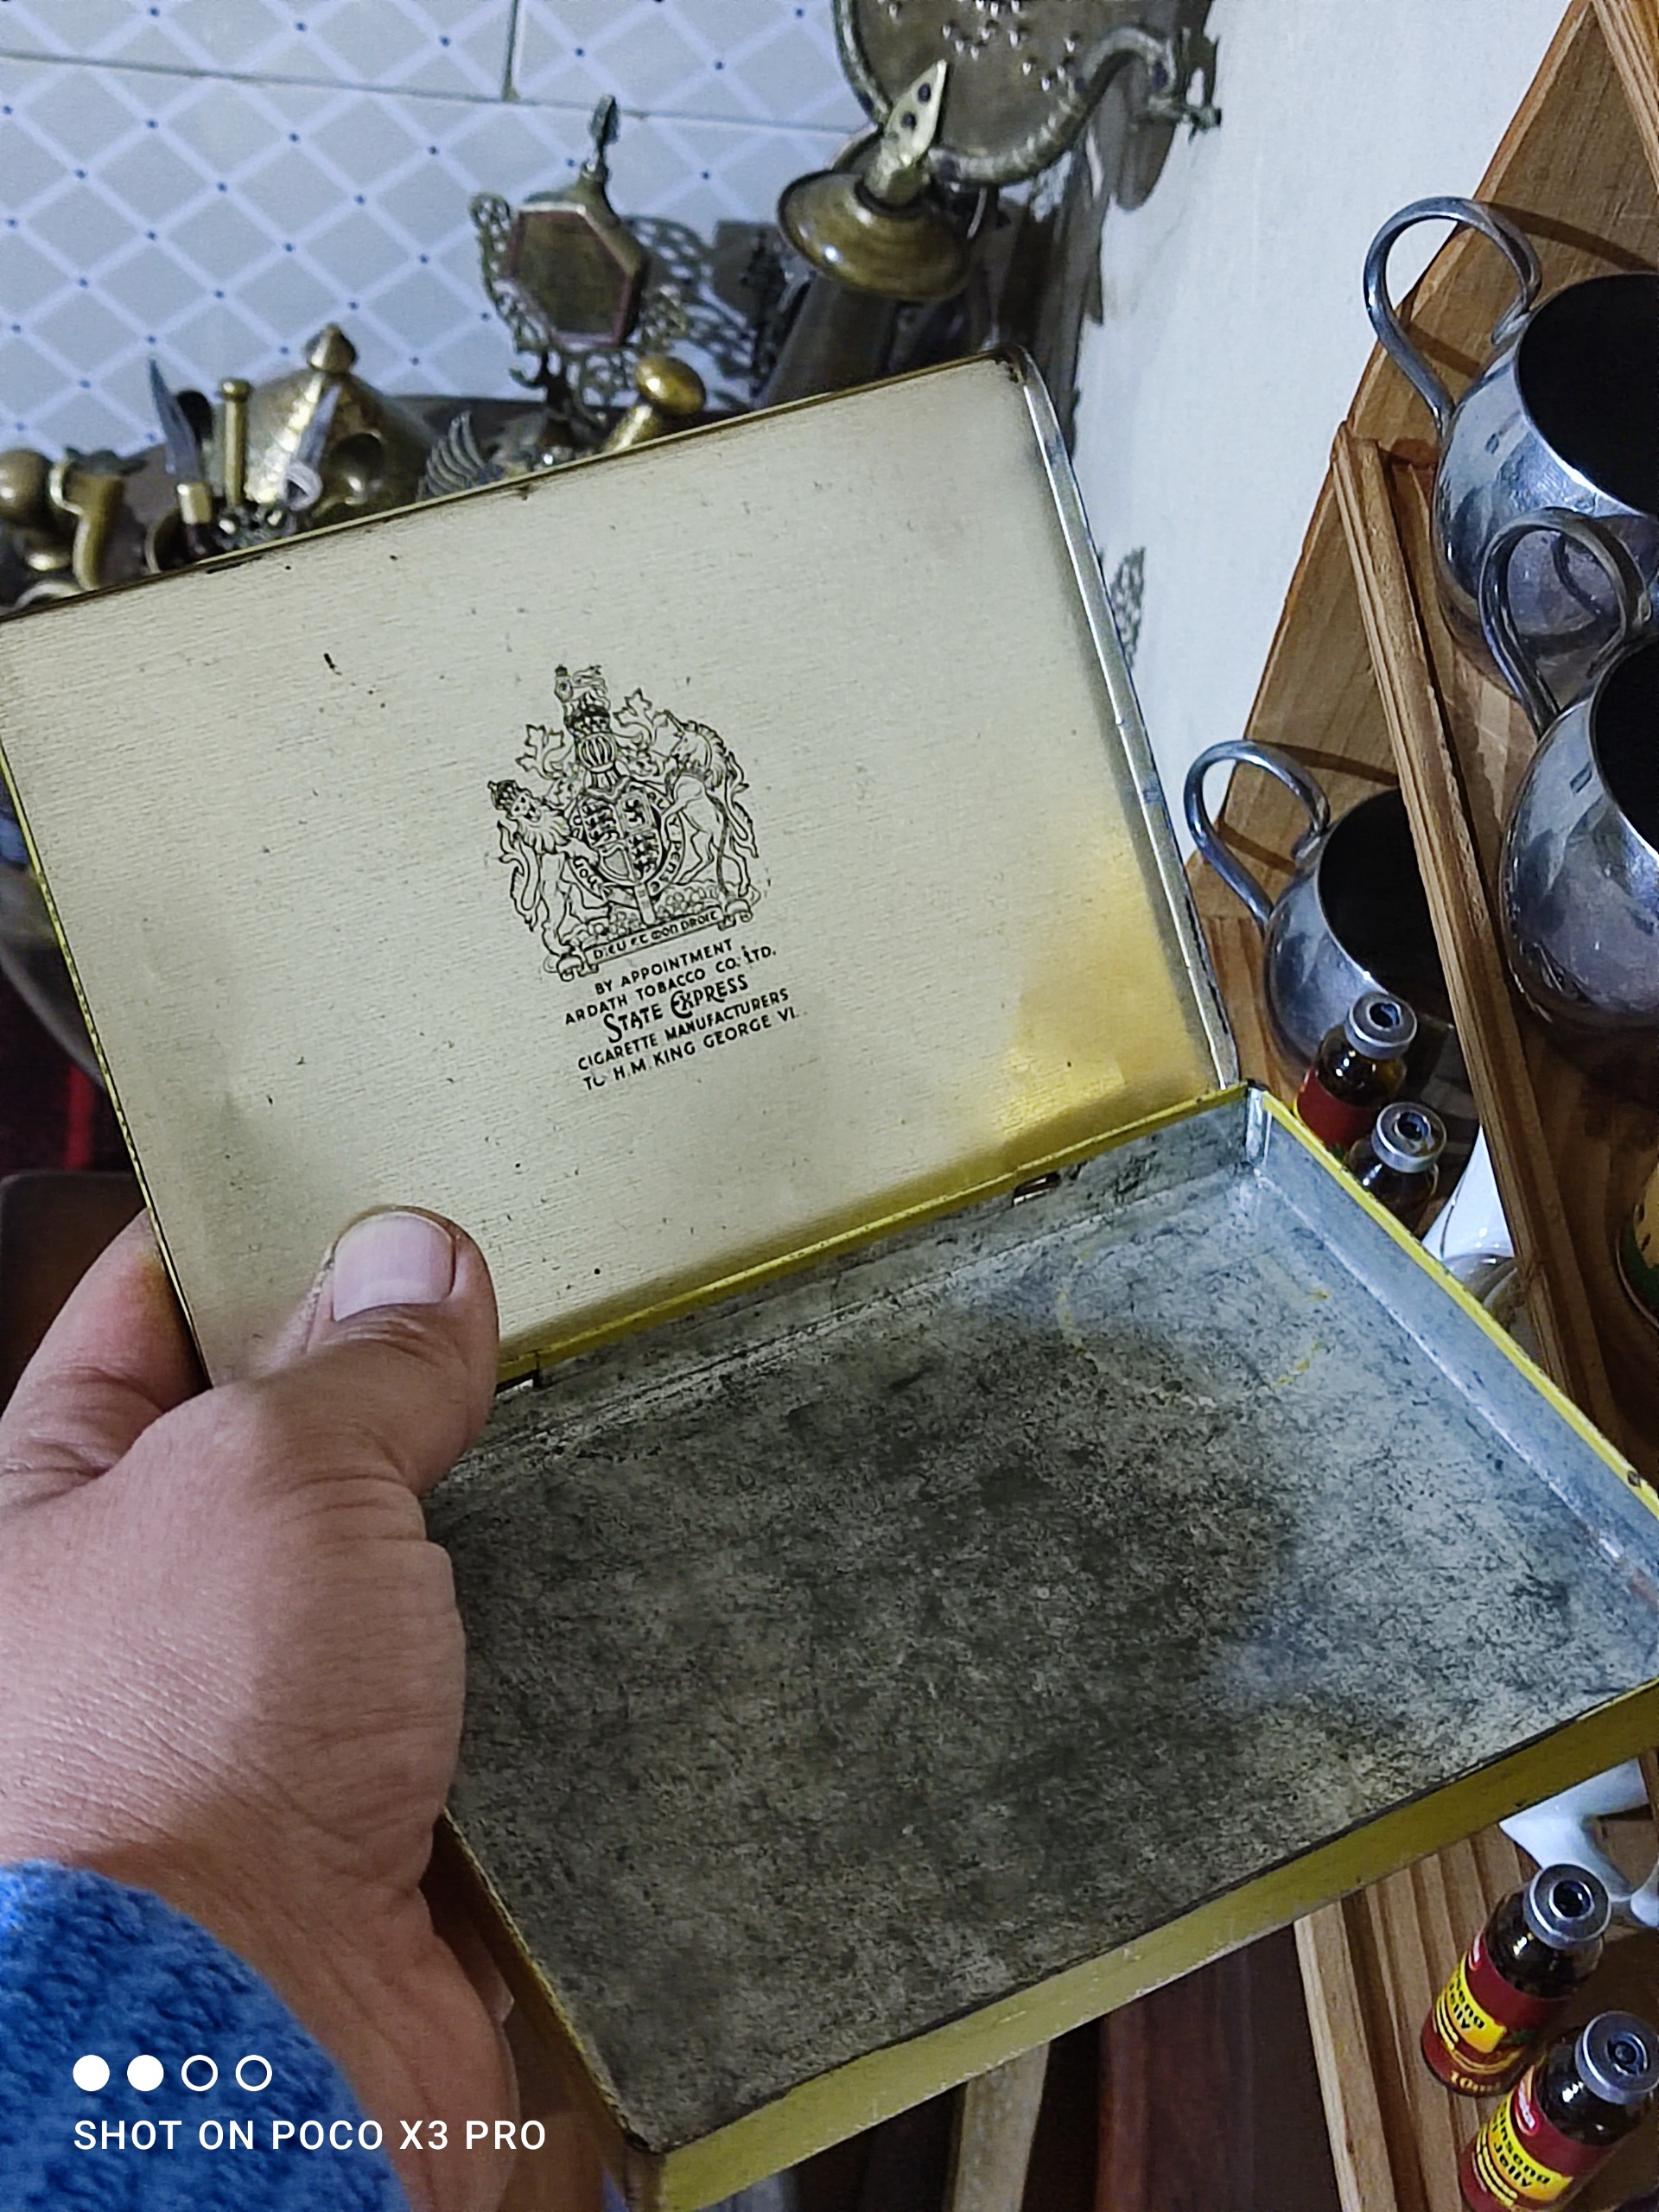 DIEU ET MON DROIT
BY APPOINTMENT
ARDATH TOBACCO CO. LTD.
STATE EXPRESS
CIGARETTE MANUFACTURERS
TO H.M. KING GEORGE VI.
10ml
SHOT ON POCO X3 PRO